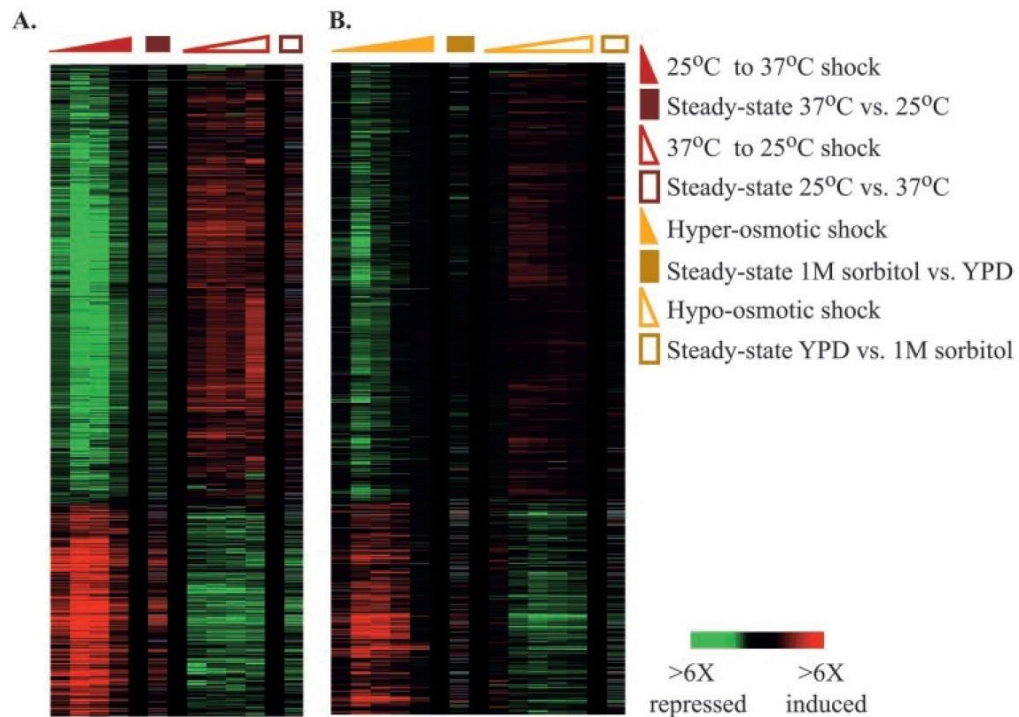 A.
B.
25°C to 37°C shock
Steady-state 37°C vs. 25°C
37°C to 25°C shock
Steady-state 25°C vs. 37°C
Hyper-osmotic shock
Steady-state 1M sorbitol vs. YPD
Hypo-osmotic shock
Steady-state YPD vs. 1M sorbitol
>6X >6X
repressed induced